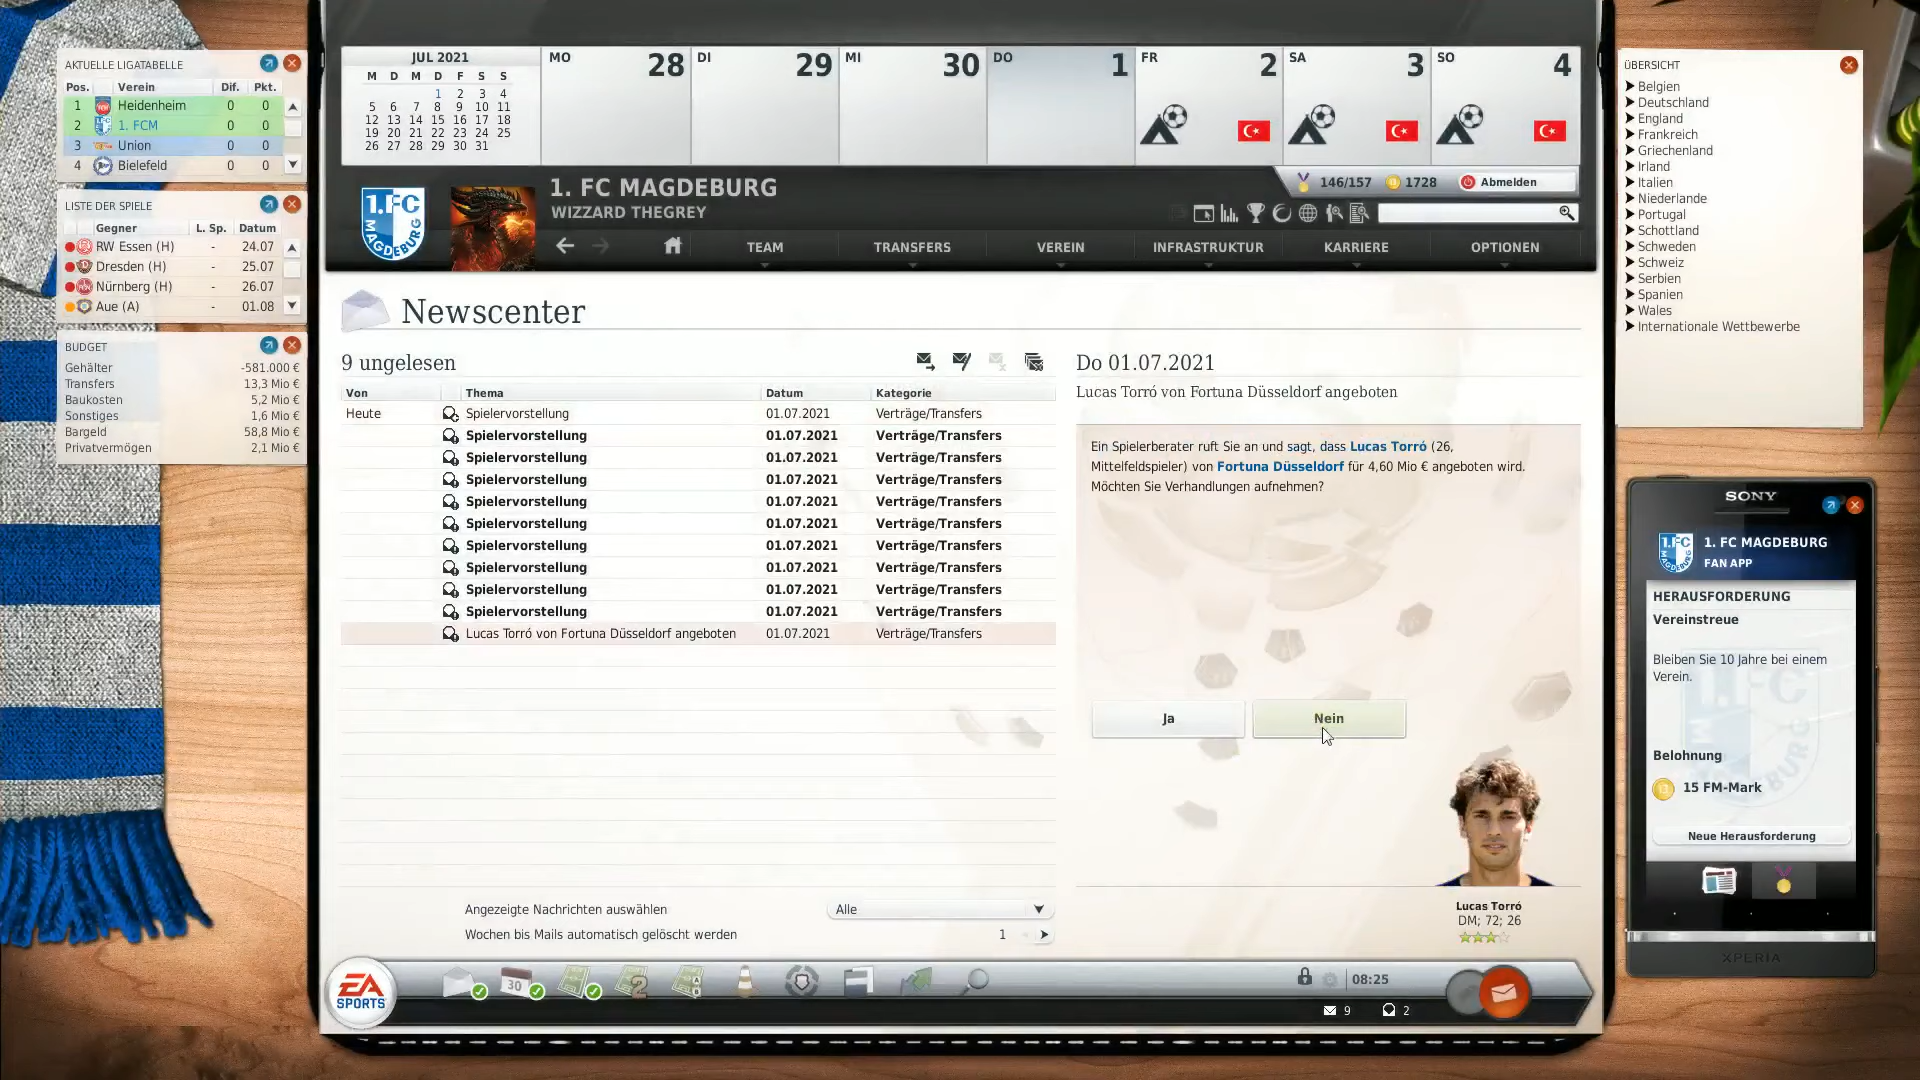 AKTUELLE LIGATABELLE
Pos. Verein Dif. Pkt.
1 Heidenheim 0 0
2 1. FCM 0 0
3 Union 0 0
4 Bielefeld 0 0
LISTE DER SPIELE
Gegner L. Sp. Datum
RW Essen (H) - 24.07
Dresden (H) - 25.07
Nürnberg (H) - 26.07
Aue (A) - 01.08
BUDGET
Gehälter -581.000 €
Transfers 13,3 Mio €
Baukosten 5,2 Mio €
Sonstiges 1,6 Mio €
Bargeld 58,8 Mio €
Privatvermögen 2,1 Mio €
JUL 2021
M D M D F S S
1 2 3 4
5 6 7 8 9 10 11
12 13 14 15 16 17 18
19 20 21 22 23 24 25
26 27 28 29 30 31
MO 28 DI 29 MI 30 DO 1 FR 2 SA 3 SO 4
146/157 1728 Abmelden
1.FC
MAGDEBURG
1. FC MAGDEBURG
WIZZARD THEGREY
TEAM TRANSFERS VEREIN INFRASTRUKTUR KARRIERE OPTIONEN
Newscenter
9 ungelesen
Von Thema Datum Kategorie
Heute Spielervorstellung 01.07.2021 Verträge/Transfers
Spielervorstellung 01.07.2021 Verträge/Transfers
Spielervorstellung 01.07.2021 Verträge/Transfers
Spielervorstellung 01.07.2021 Verträge/Transfers
Spielervorstellung 01.07.2021 Verträge/Transfers
Spielervorstellung 01.07.2021 Verträge/Transfers
Spielervorstellung 01.07.2021 Verträge/Transfers
Spielervorstellung 01.07.2021 Verträge/Transfers
Spielervorstellung 01.07.2021 Verträge/Transfers
Spielervorstellung 01.07.2021 Verträge/Transfers
Lucas Torró von Fortuna Düsseldorf angeboten 01.07.2021 Verträge/Transfers
Angezeigte Nachrichten auswählen Alle
Wochen bis Mails automatisch gelöscht werden 1
Do 01.07.2021
Lucas Torró von Fortuna Düsseldorf angeboten
Ein Spielerberater ruft Sie an und sagt, dass Lucas Torró (26,
Mittelfeldspieler) von Fortuna Düsseldorf für 4,60 Mio € angeboten wird.
Möchten Sie Verhandlungen aufnehmen?
Ja Nein
Lucas Torró
DM; 72; 26
EA
SPORTS
30
2
08:25
9 2
ÜBERSICHT
Belgien
Deutschland
England
Frankreich
Griechenland
Irland
Italien
Niederlande
Portugal
Schottland
Schweden
Schweiz
Serbien
Spanien
Wales
Internationale Wettbewerbe
SONY
1.FC
1. FC MAGDEBURG
FAN APP
HERAUSFORDERUNG
Vereinstreue
Bleiben Sie 10 Jahre bei einem
Verein.
Belohnung
15 FM-Mark
Neue Herausforderung
XPERIA